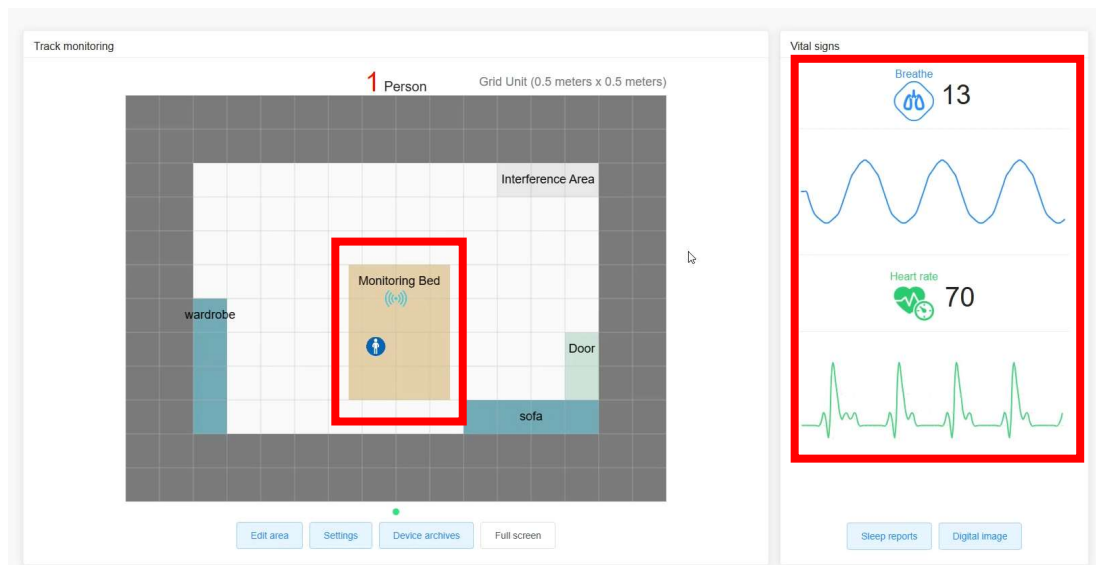 Track monitoring
1 Person
Grid Unit (0.5 meters x 0.5 meters)
Interference Area
Monitoring Bed
wardrobe
Door
sofa
Edit area
Settings
Device archives
Full screen
Vital signs
Breathe
13
Heart rate
70
Sleep reports
Digital image